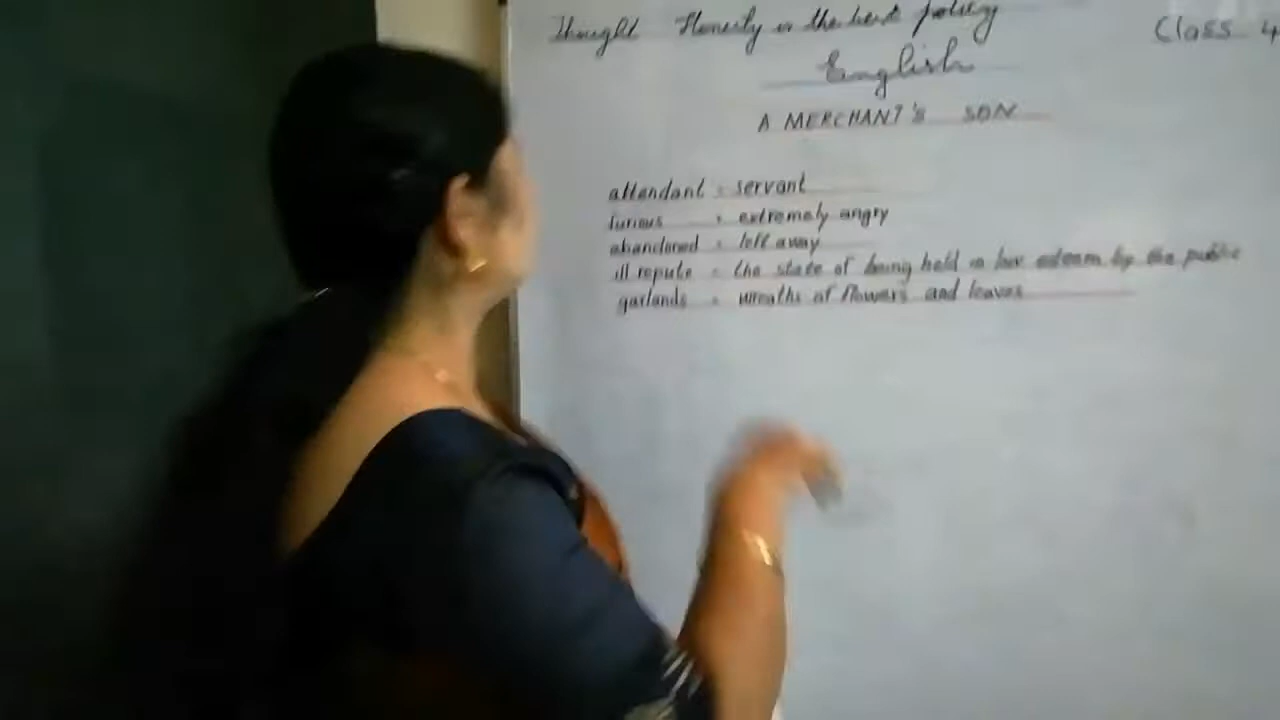 Thought Honesty is the best policy Class 4
English
A MERCHANT'S SON
attendant : servant
furious : extremely angry
abandoned : left away
ill repute : the state of being held in low esteem by the public
garlands : wreaths of flowers and leaves